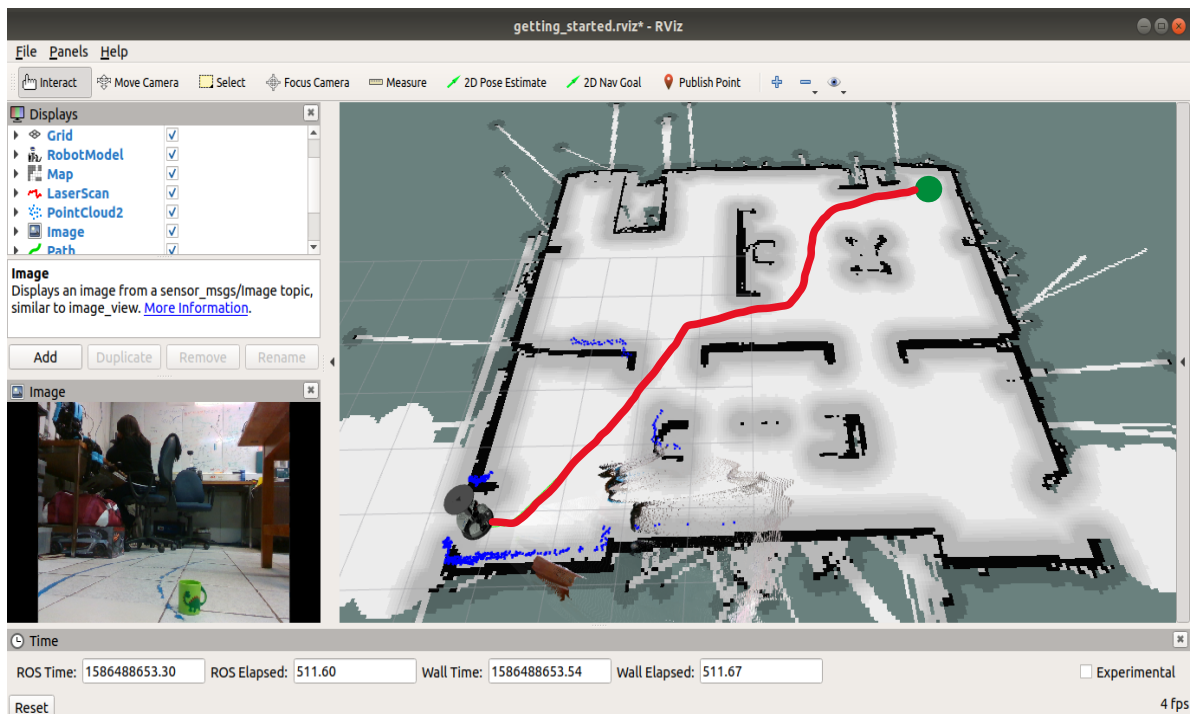 getting_started.rviz* - RViz
File Panels Help
Interact Move Camera Select Focus Camera Measure 2D Pose Estimate 2D Nav Goal Publish Point
Displays
Grid
RobotModel
Map
LaserScan
PointCloud2
Image
Path
Image
Displays an image from a sensor_msgs/Image topic,
similar to image_view. More Information.
Add Duplicate Remove Rename
Image
Time
ROS Time: 1586488653.30 ROS Elapsed: 511.60 Wall Time: 1586488653.54 Wall Elapsed: 511.67 Experimental
Reset 4 fps